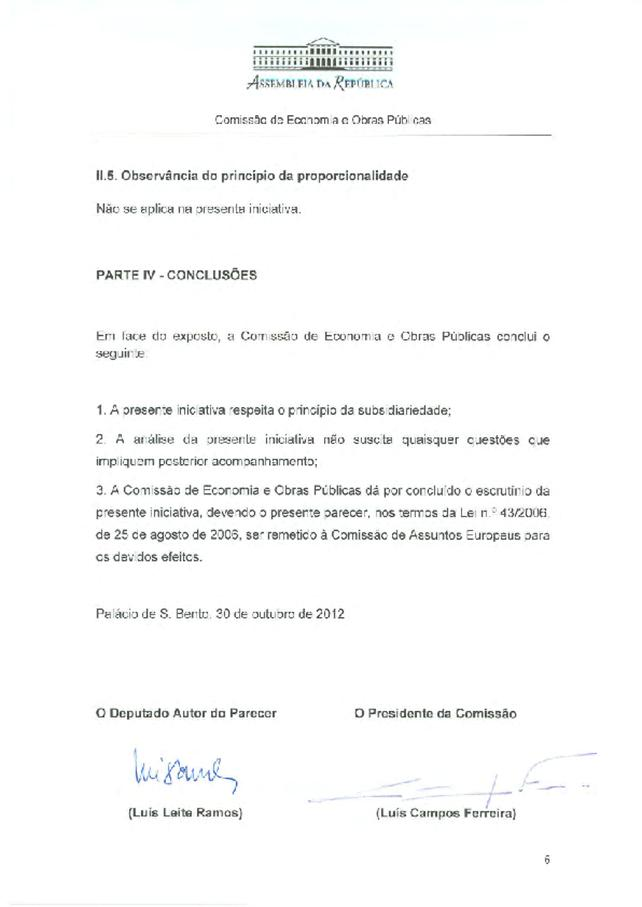 ASSEMBLEIA DA REPÚBLICA
Comissão de Economia e Obras Públicas
II.5. Observância do princípio da proporcionalidade
Não se aplica na presente iniciativa.
PARTE IV - CONCLUSÕES
Em face do exposto, a Comissão de Economia e Obras Públicas conclui o
seguinte:
1. A presente iniciativa respeita o princípio da subsidiariedade;
2. A análise da presente iniciativa não suscita quaisquer questões que
impliquem posterior acompanhamento;
3. A Comissão de Economia e Obras Públicas dá por concluído o escrutínio da
presente iniciativa, devendo o presente parecer, nos termos da Lei n.º 43/2006,
de 25 de agosto de 2006, ser remetido à Comissão de Assuntos Europeus para
os devidos efeitos.
Palácio de S. Bento, 30 de outubro de 2012
O Deputado Autor do Parecer O Presidente da Comissão
(Luís Leite Ramos) (Luís Campos Ferreira)
6